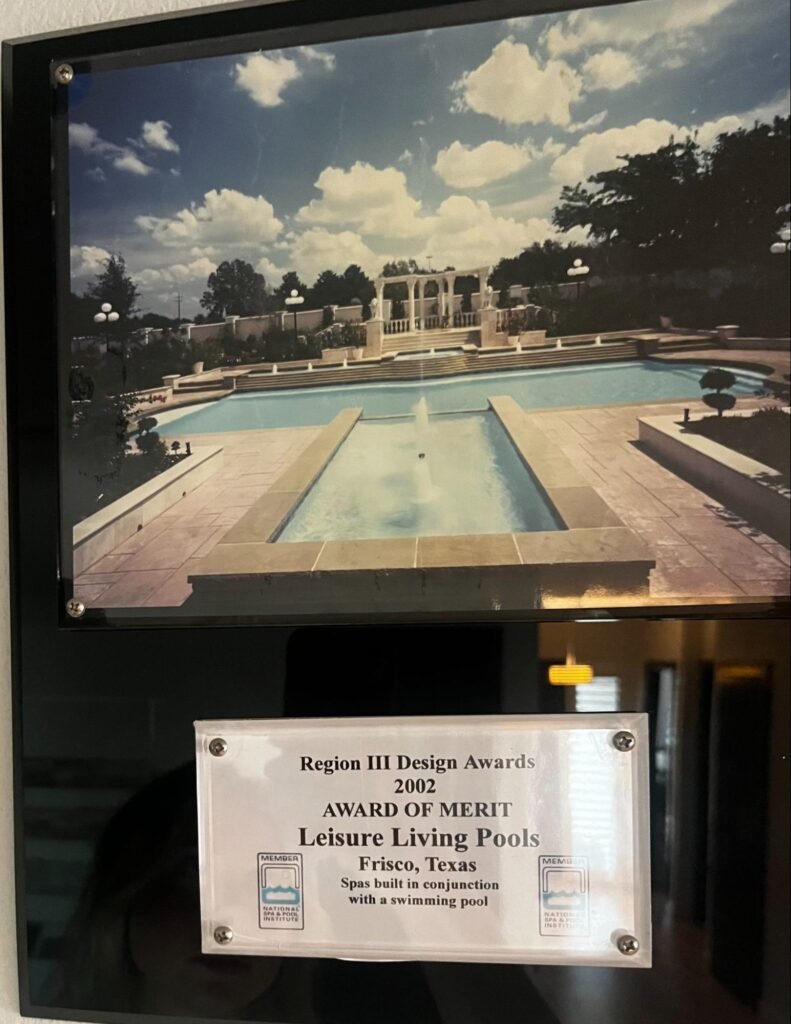 Region III Design Awards
2002
AWARD OF MERIT
Leisure Living Pools
Frisco, Texas
Spas built in conjunction
with a swimming pool
MEMBER
NATIONAL
SPA & POOL
INSTITUTE
MEMBER
NATIONAL
SPA & POOL
INSTITUTE